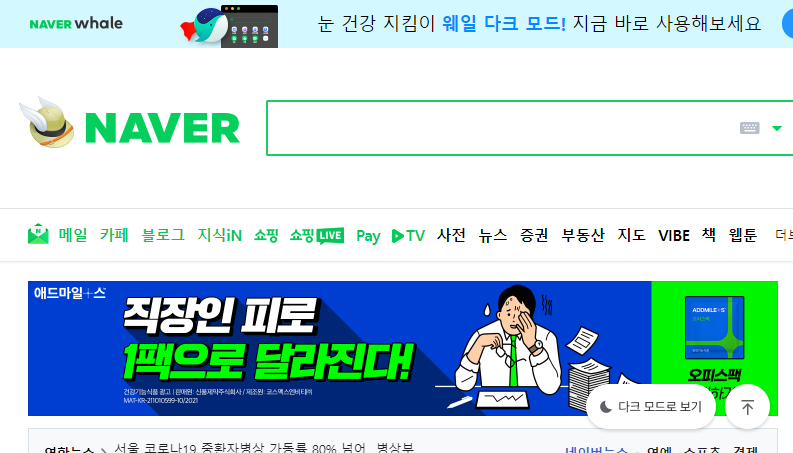 NAVER whale 눈 건강 지킴이 웨일 다크 모드! 지금 바로 사용해보세요
NAVER
N 메일 카페 블로그 지식iN 쇼핑 쇼핑LIVE Pay TV 사전 뉴스 증권 부동산 지도 VIBE 책 웹툰
애드마일+스
직장인 피로
1팩으로 달라진다!
건강기능식품 광고 | 판매원: 신풍제약주식회사 / 제조원: 코스맥스엔비티㈜
MAT-KR-211010599-10/2021
ADDMILE+S
오피스팩
오피스팩
다크 모드로 보기
연합뉴스 > 서울 코로나19 중환자병상 가동률 80% 넘어…병상부
네이버뉴스 연예 스포츠 경제